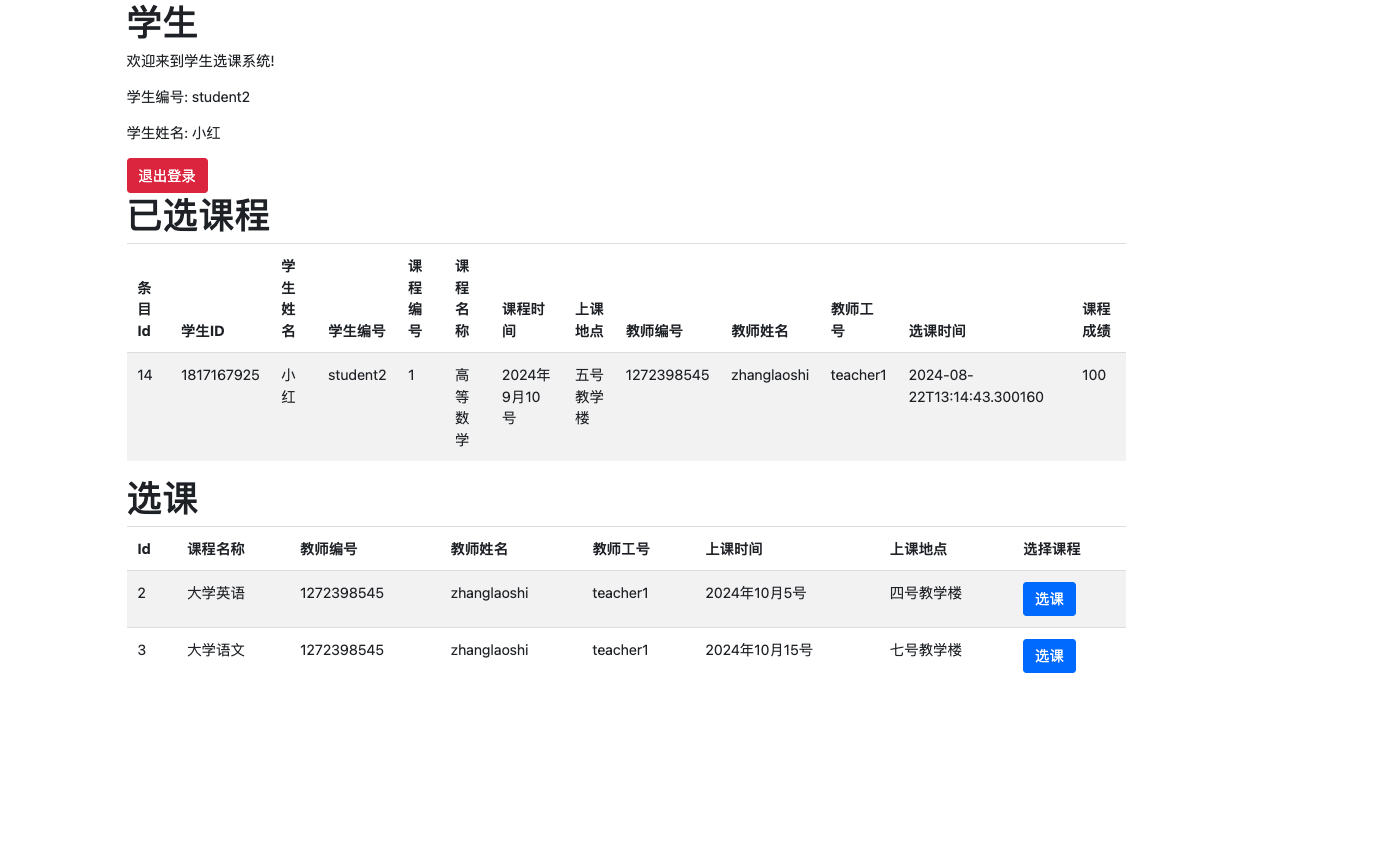 学生
欢迎来到学生选课系统!
学生编号: student2
学生姓名: 小红
退出登录
已选课程
条目Id 学生ID 学生姓名 学生编号 课程编号 课程名称 课程时间 上课地点 教师编号 教师姓名 教师工号 选课时间 课程成绩
14 1817167925 小红 student2 1 高等数学 2024年9月10号 五号教学楼 1272398545 zhanglaoshi teacher1 2024-08-22T13:14:43.300160 100
选课
Id 课程名称 教师编号 教师姓名 教师工号 上课时间 上课地点 选择课程
2 大学英语 1272398545 zhanglaoshi teacher1 2024年10月5号 四号教学楼 选课
3 大学语文 1272398545 zhanglaoshi teacher1 2024年10月15号 七号教学楼 选课